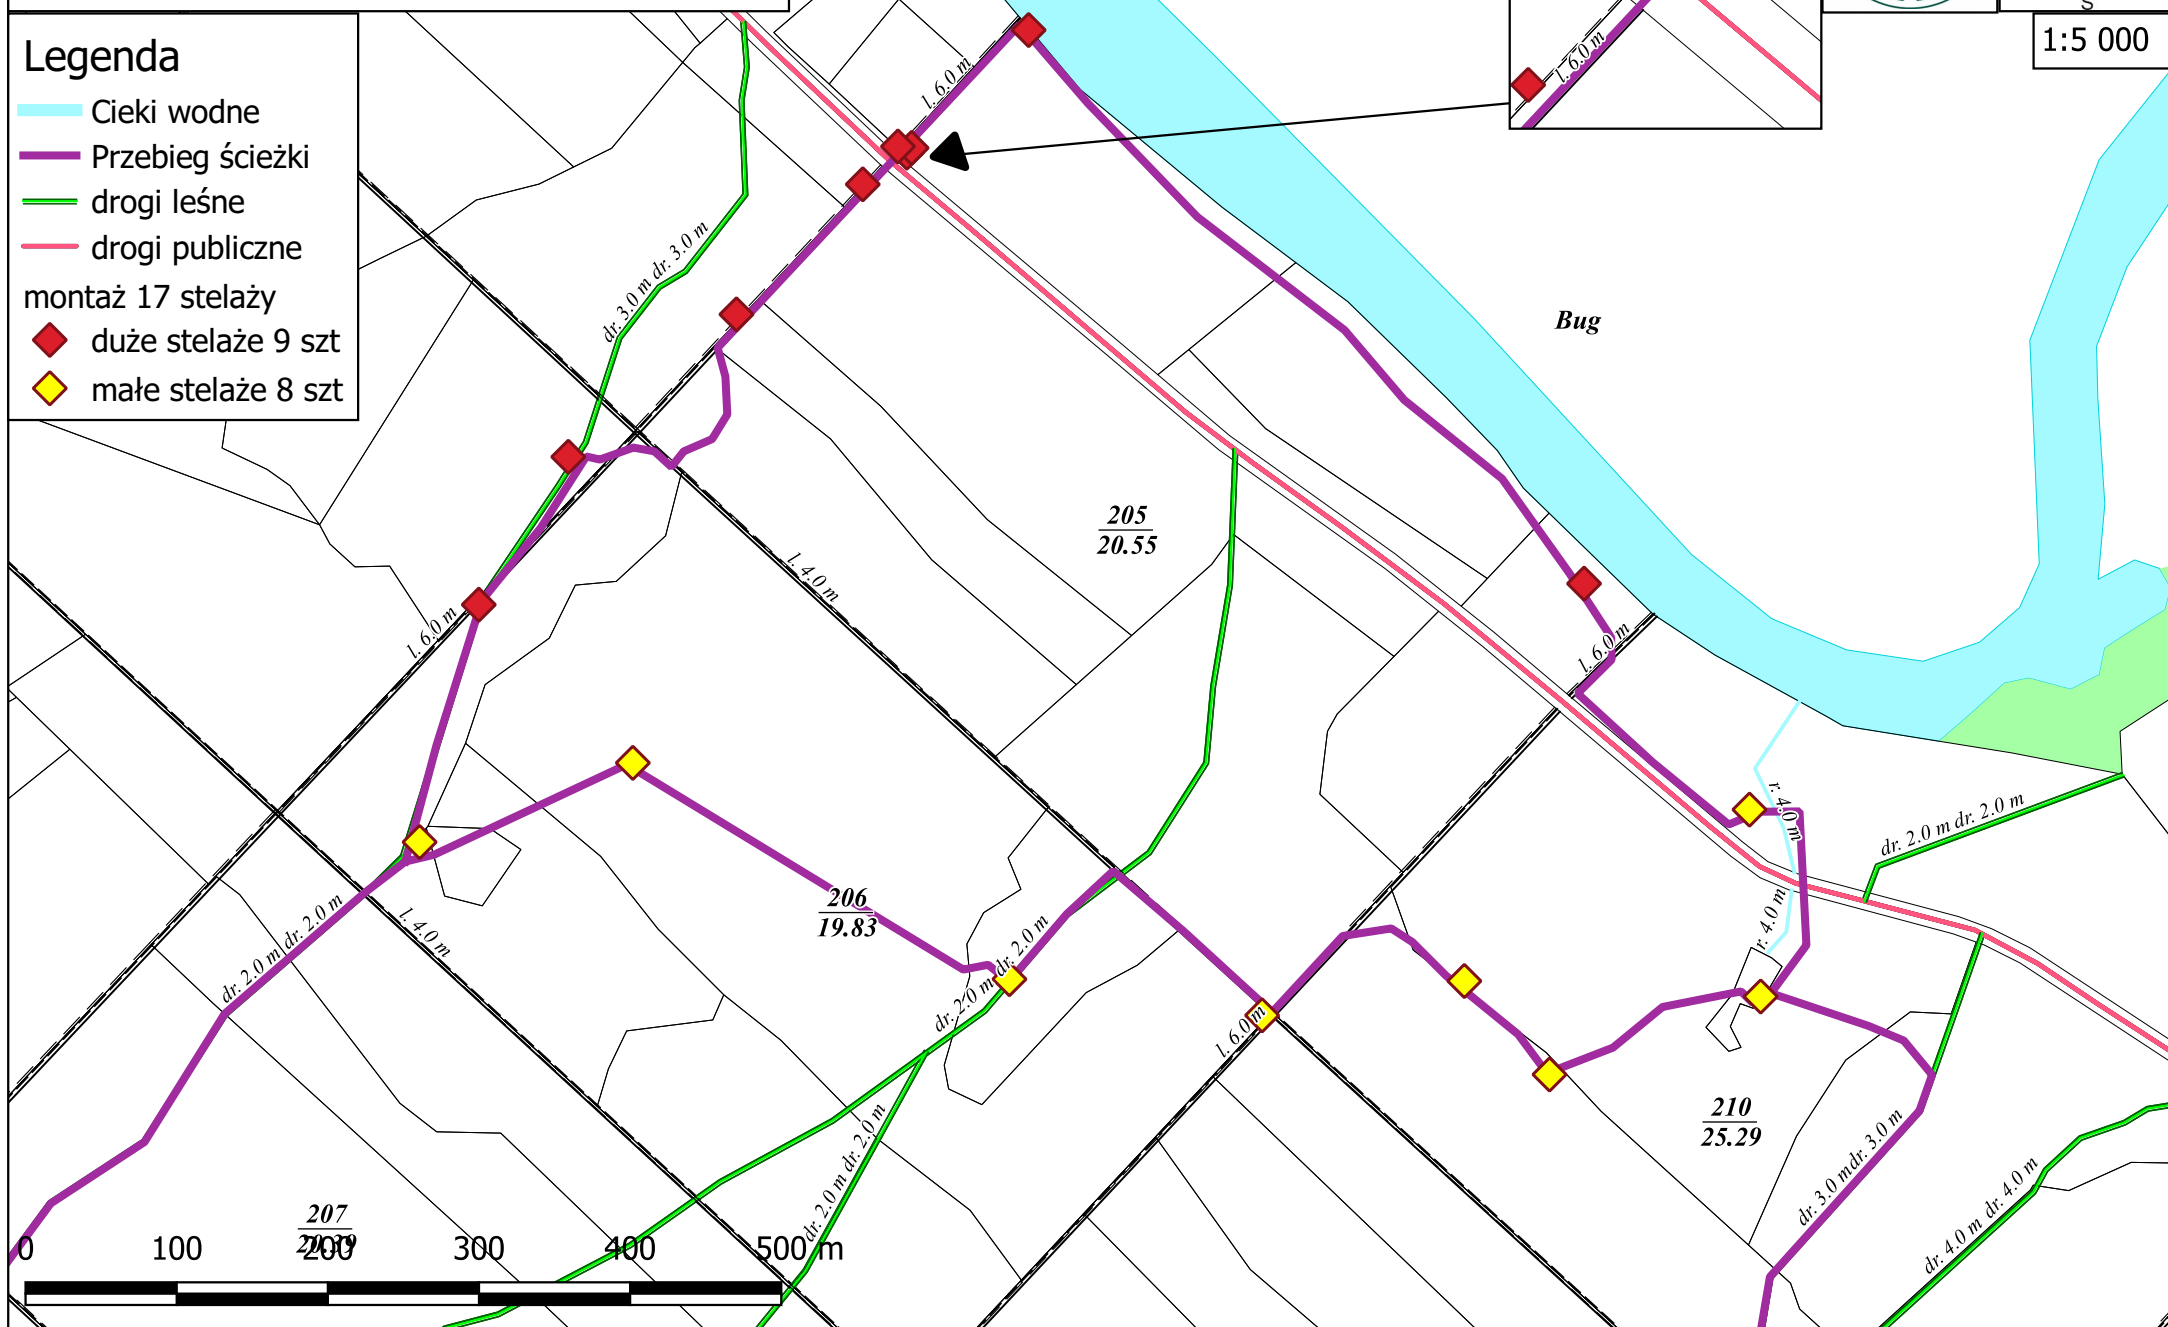 S
1:5 000
Legenda
Cieki wodne
Przebieg ścieżki
drogi leśne
drogi publiczne
montaż 17 stelaży
duże stelaże 9 szt
małe stelaże 8 szt
l. 6.0 m
l. 6.0 m
dr. 3.0 m dr. 3.0 m
Bug
205
20.55
l. 4.0 m
l. 6.0 m
l. 6.0 m
r. 4.0 m
dr. 2.0 m dr. 2.0 m
206
19.83
r. 4.0 m
dr. 2.0 m dr. 2.0 m
l. 4.0 m
dr. 2.0 m dr. 2.0 m
l. 6.0 m
210
25.29
dr. 2.0 m dr. 2.0 m
dr. 3.0 m dr. 3.0 m
dr. 4.0 m dr. 4.0 m
207
0 100 200 300 400 500 m